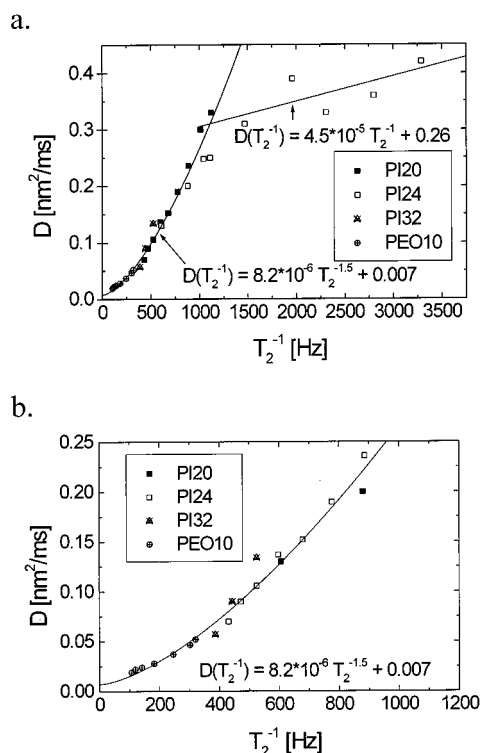 a.
0.4
0.3
0.2
0.1
0.0
0 500 1000 1500 2000 2500 3000 3500
D [nm²/ms]
T₂⁻¹ [Hz]
D(T₂⁻¹) = 4.5*10⁻⁵ T₂⁻¹ + 0.26
PI20
PI24
PI32
PEO10
D(T₂⁻¹) = 8.2*10⁻⁶ T₂⁻¹·⁵ + 0.007
b.
0.25
0.20
0.15
0.10
0.05
0.00
0 200 400 600 800 1000 1200
D [nm²/ms]
T₂⁻¹ [Hz]
PI20
PI24
PI32
PEO10
D(T₂⁻¹) = 8.2*10⁻⁶ T₂⁻¹·⁵ + 0.007